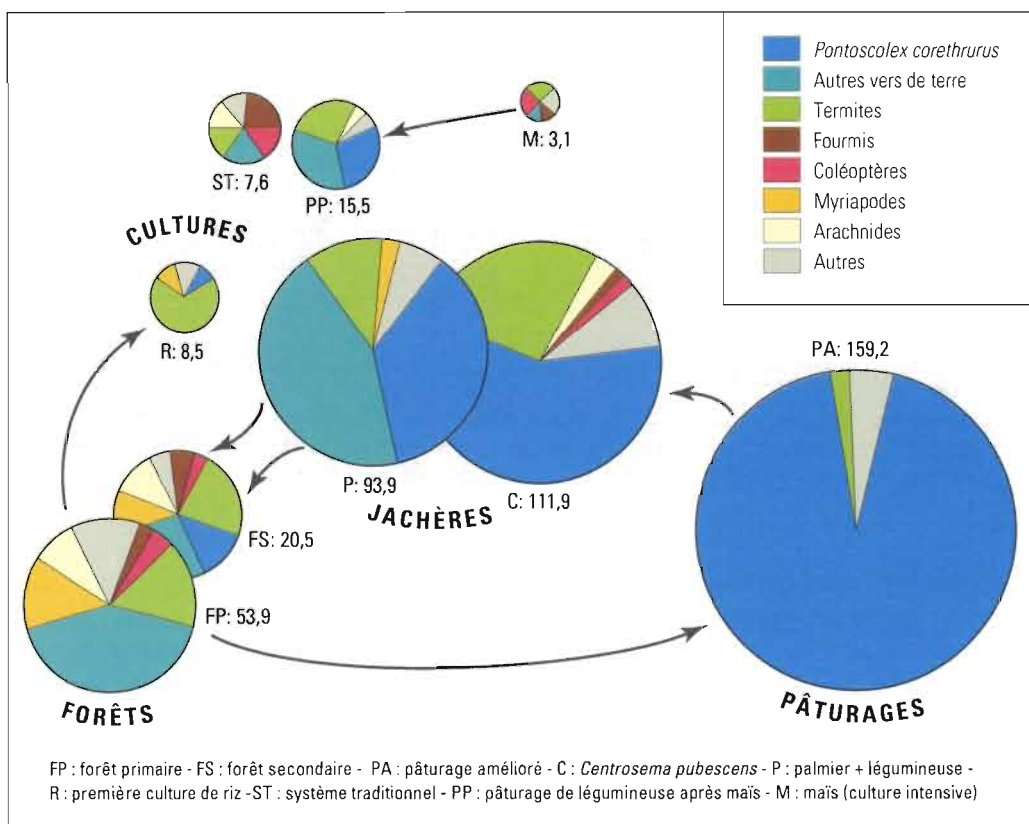 Pontoscolex corethrurus
Autres vers de terre
Termites
Fourmis
Coléoptères
Myriapodes
Arachnides
Autres
M: 3,1
ST: 7,6
PP: 15,5
CULTURES
R: 8,5
PA: 159,2
P: 93,9
C: 111,9
JACHÈRES
FS: 20,5
FP: 53,9
FORÊTS
PÂTURAGES
FP : forêt primaire - FS : forêt secondaire - PA : pâturage amélioré - C : Centrosema pubescens - P : palmier + légumineuse -
R : première culture de riz -ST : système traditionnel - PP : pâturage de légumineuse après maïs - M : maïs (culture intensive)